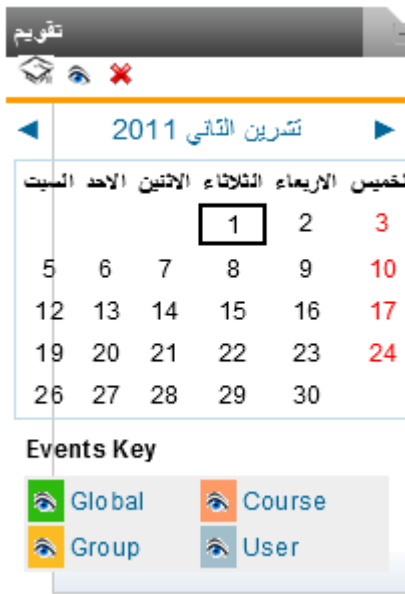 تقويم
تشرين الثاني 2011
السبت الاحد الاثنين الثلاثاء الاربعاء لخميس
1 2 3
5 6 7 8 9 10
12 13 14 15 16 17
19 20 21 22 23 24
26 27 28 29 30
Events Key
Global Course
Group User